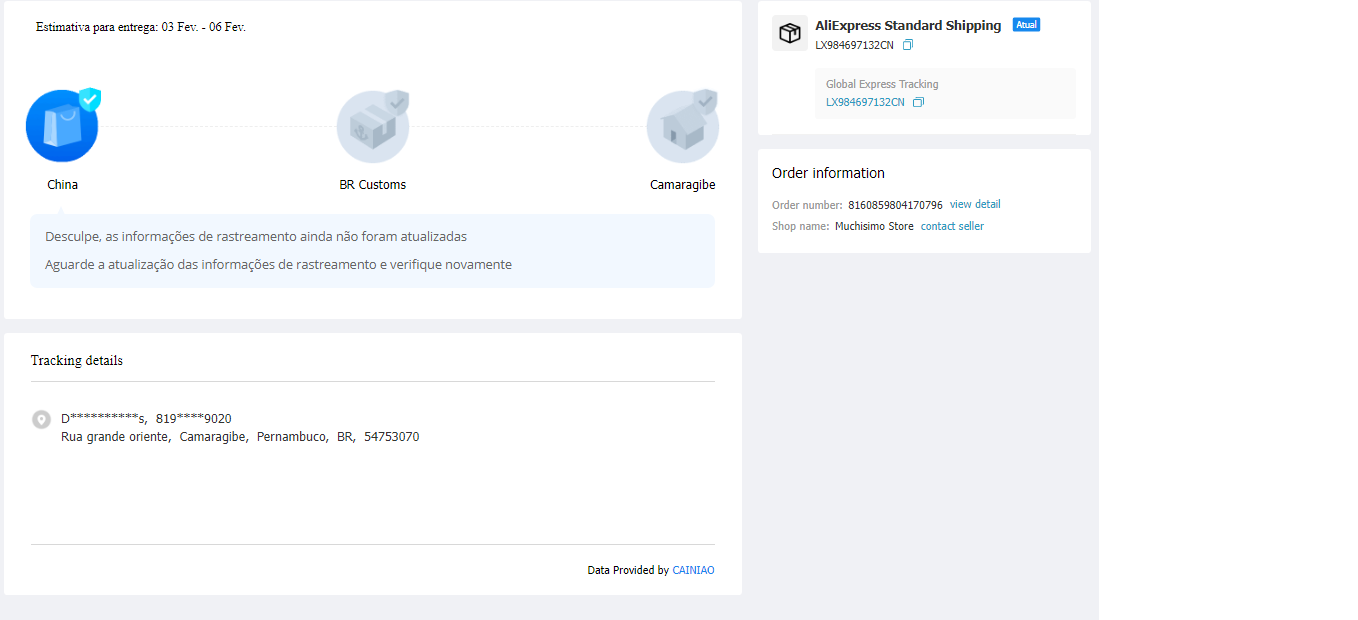 Estimativa para entrega: 03 Fev. - 06 Fev.
China
BR Customs
Camaragibe
Desculpe, as informações de rastreamento ainda não foram atualizadas
Aguarde a atualização das informações de rastreamento e verifique novamente
Tracking details
D**********s, 819****9020
Rua grande oriente, Camaragibe, Pernambuco, BR, 54753070
Data Provided by CAINIAO
AliExpress Standard Shipping Atual
LX984697132CN
Global Express Tracking
LX984697132CN
Order information
Order number: 8160859804170796 view detail
Shop name: Muchisimo Store contact seller